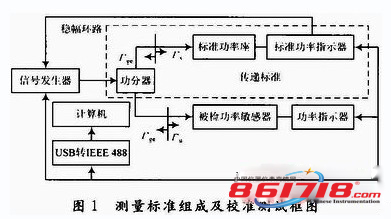 稳幅环路
Γge Γs
标准功率座 标准功率指示器
信号发生器 功分器 传递标准
计算机 Γge Γu
被检功率敏感器 功率指示器
USB转IEEE 488
861718.com
图1 测量标准组成及校准测试框图